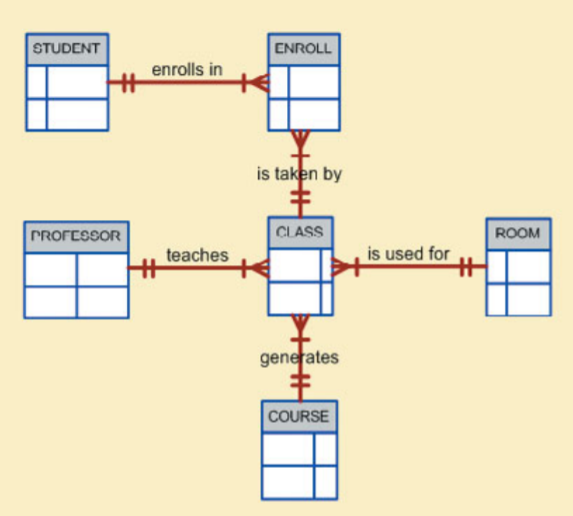 STUDENT
enrolls in
ENROLL
is taken by
PROFESSOR
teaches
CLASS
is used for
ROOM
generates
COURSE